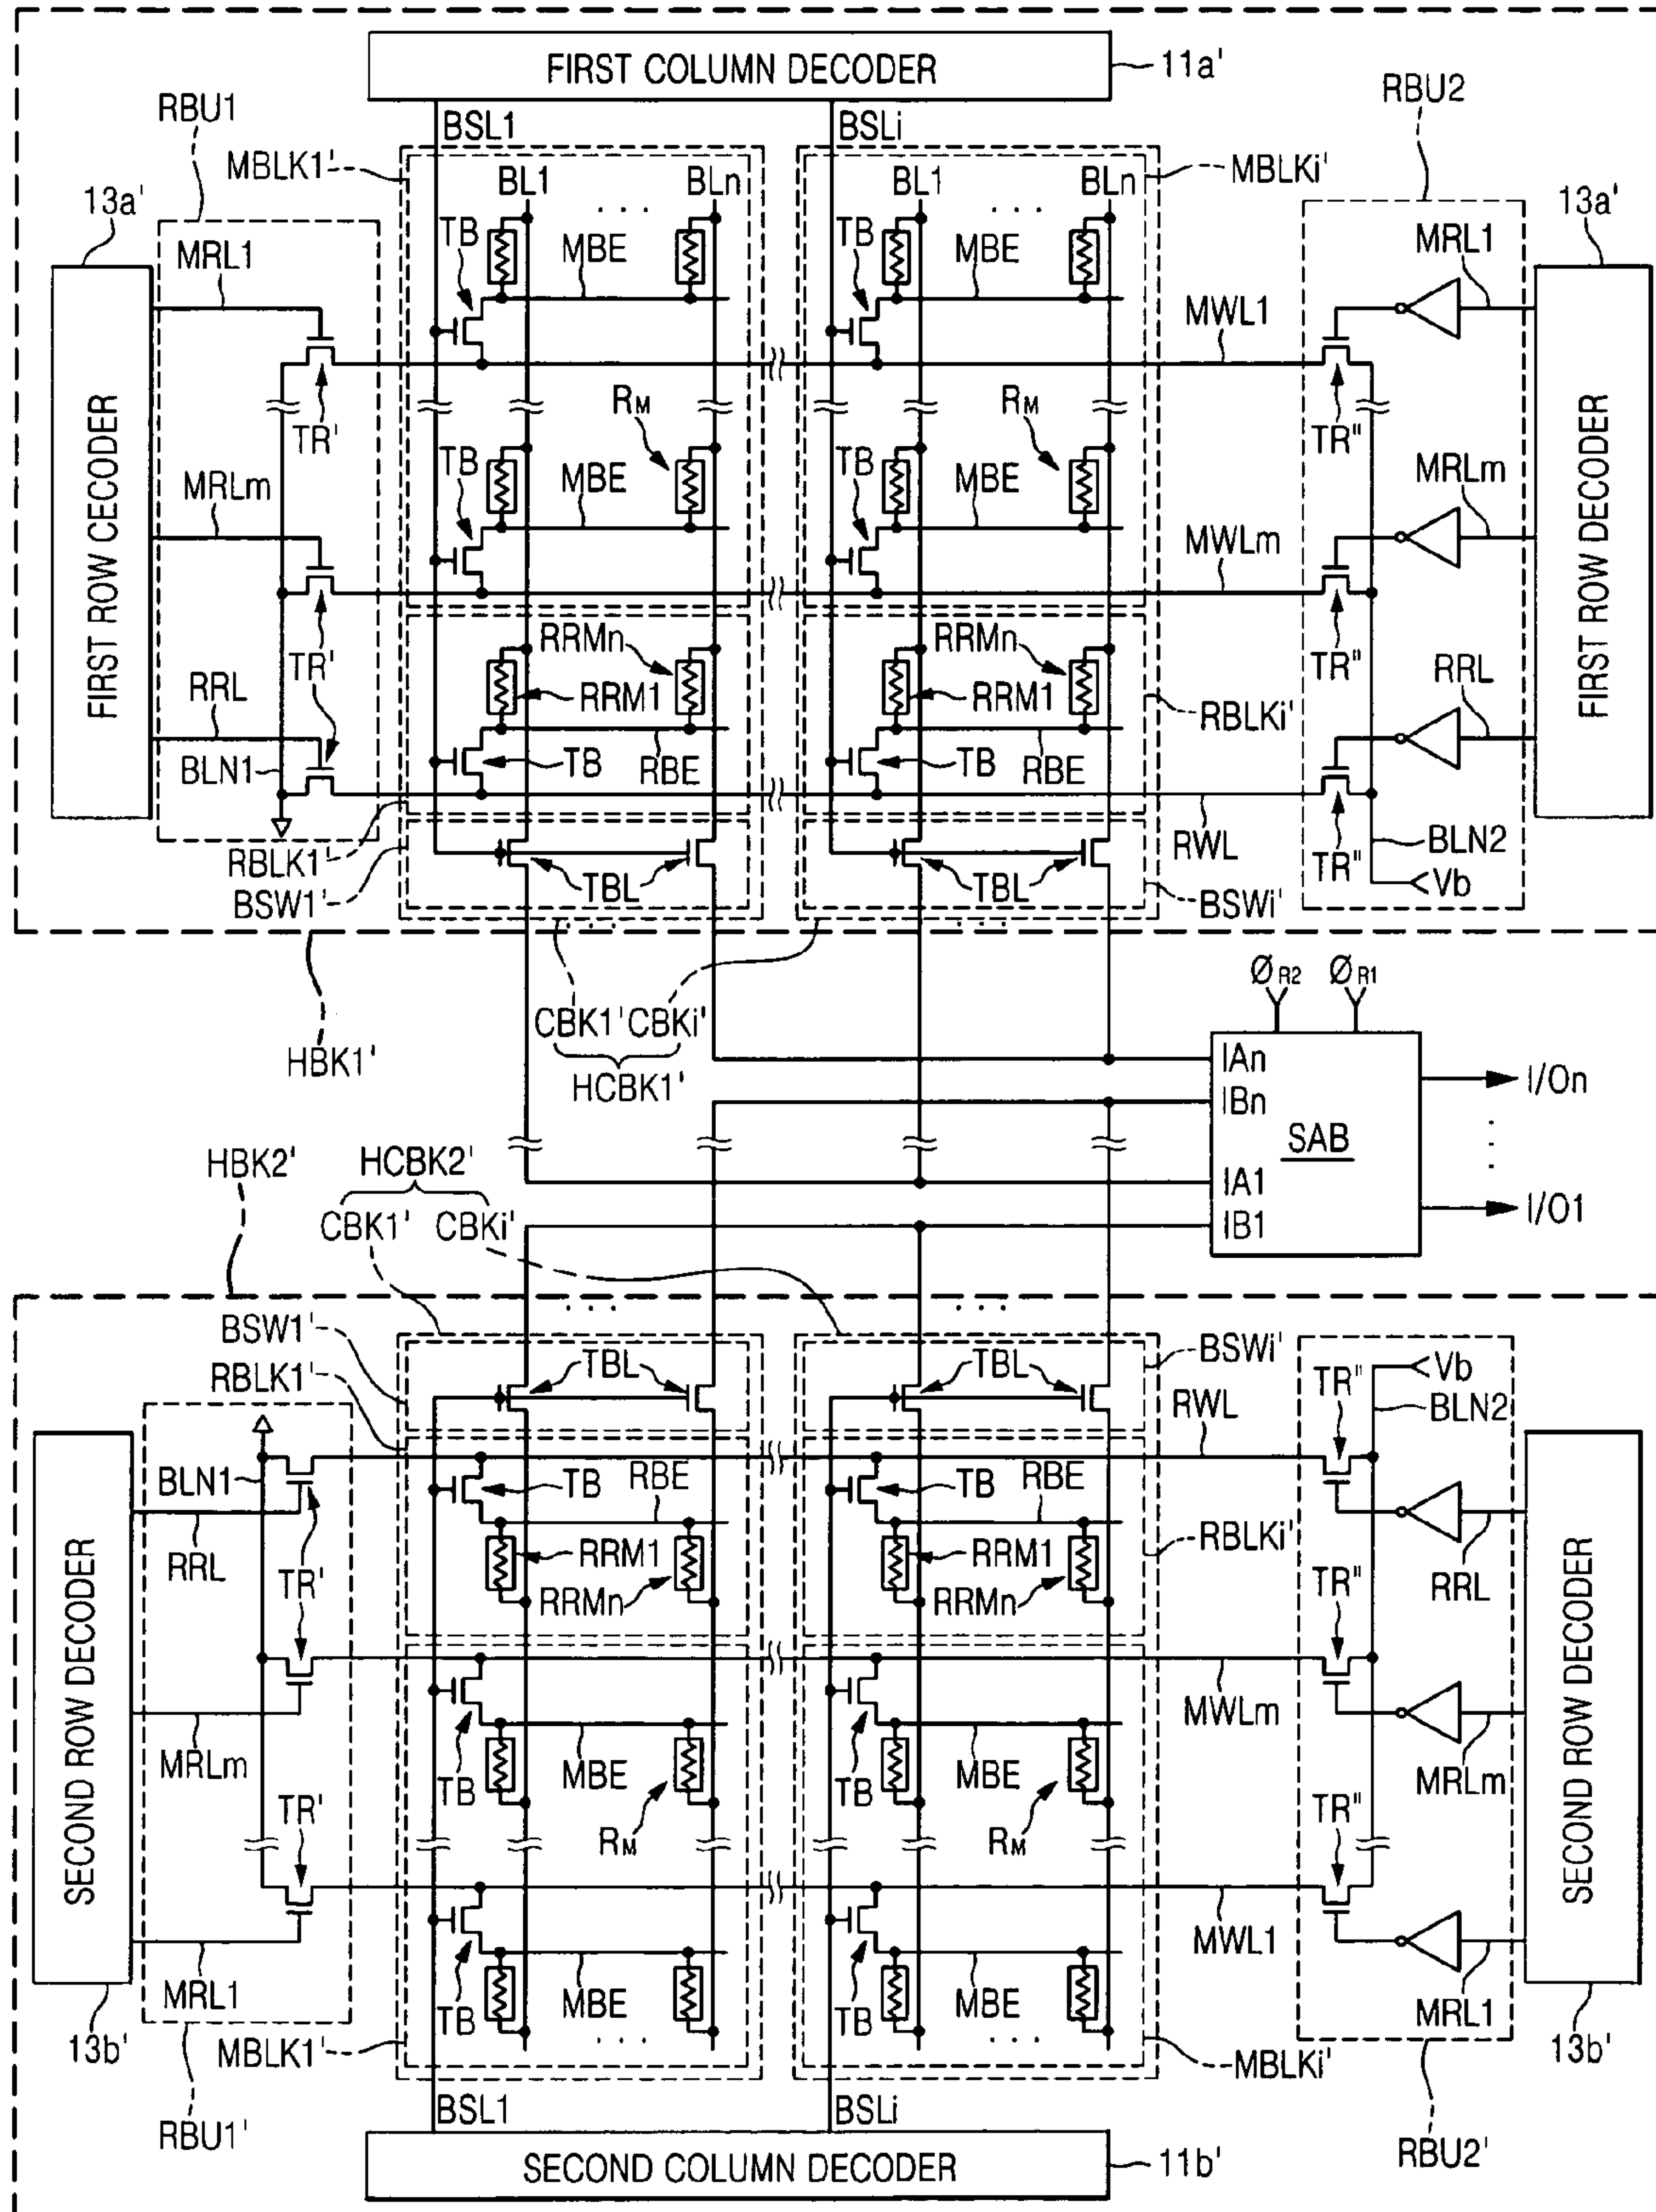 FIRST COLUMN DECODER
11a'
RBU1
BSL1
BSLi
RBU2
MBLK1'
BL1
BLn
BL1
BLn
MBLKi'
13a'
. . .
. . .
13a'
MRL1
TB
MBE
TB
MBE
MRL1
MWL1
FIRST ROW CECODER
TR'
RM
RM
TR"
FIRST ROW DECODER
MRLm
TB
MBE
TB
MBE
MRLm
MWLm
TR'
RRMn
RRMn
TR"
RRL
RRM1
RRM1
RBLKi'
RRL
BLN1
TB
RBE
TB
RBE
RBLK1'
RWL
TR"
BLN2
BSW1'
TBL
TBL
BSWi'
Vb
. . .
. . .
HBK1'
CBK1' CBKi'
HCBK1'
ØR2 ØR1
IAn
IBn
SAB
IA1
IB1
I/On
I/O1
HBK2'
HCBK2'
CBK1' CBKi'
. . .
. . .
BSW1'
TBL
TBL
BSWi'
TR"
Vb
RBLK1'
RWL
BLN2
BLN1
TB
RBE
TB
RBE
SECOND ROW DECODER
RRL
TR'
RRM1
RRM1
RBLKi'
TR"
RRL
SECOND ROW DECODER
RRMn
RRMn
MWLm
MRLm
TB
MBE
TB
MBE
MRLm
TR'
RM
RM
TR"
MWL1
MRL1
TB
MBE
TB
MBE
MRL1
13b'
MBLK1'
. . .
. . .
MBLKi'
13b'
RBU1'
BSL1
BSLi
RBU2'
SECOND COLUMN DECODER
11b'